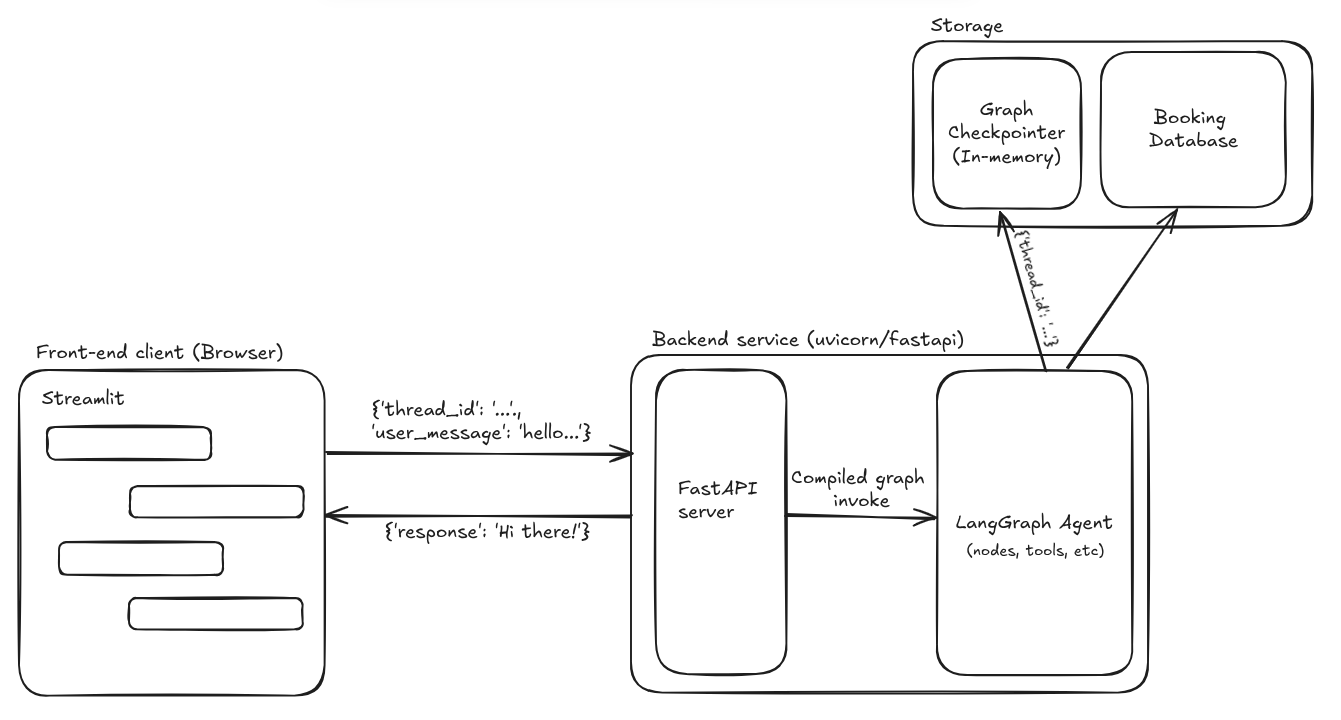 Storage
Graph
Checkpointer
(In-memory)
Booking
Database
{'thread_id': '...'}
Front-end client (Browser)
Streamlit
{'thread_id': '...'.,
'user_message': 'hello...'}
{'response': 'Hi there!'}
Backend service (uvicorn/fastapi)
FastAPI
server
Compiled graph
invoke
LangGraph Agent
(nodes, tools, etc)